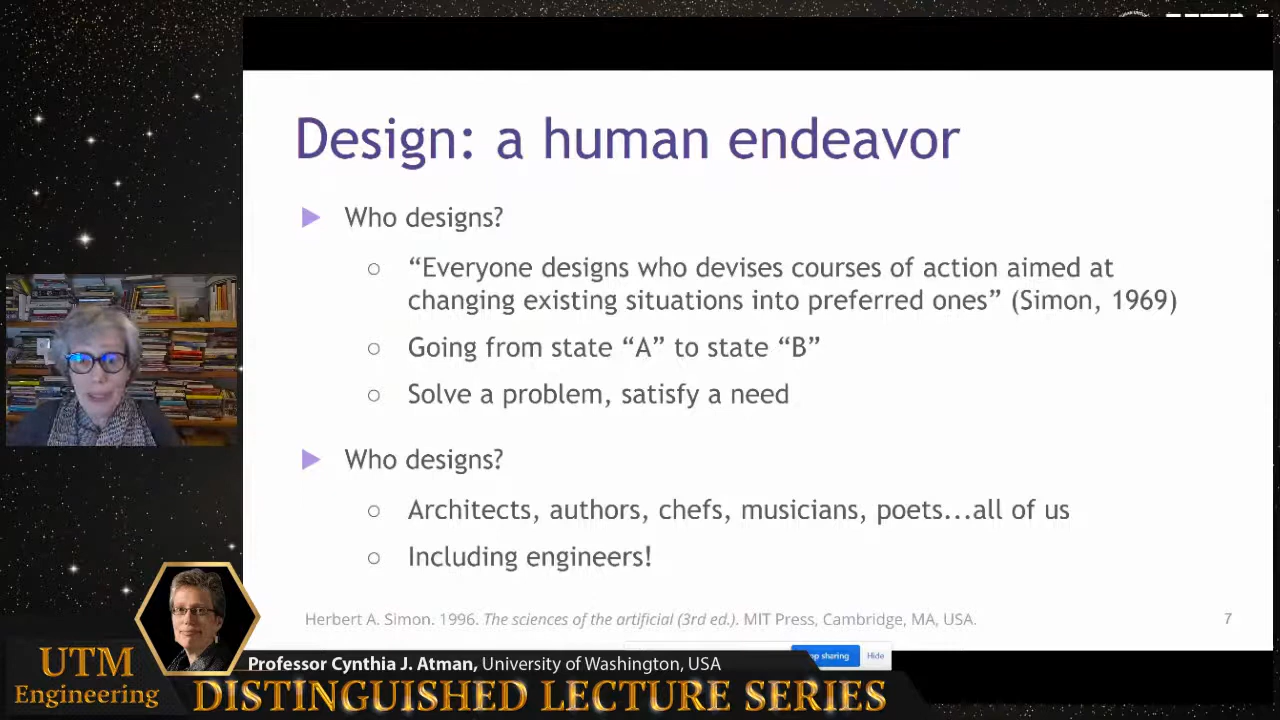 Design: a human endeavor
Who designs?
“Everyone designs who devises courses of action aimed at
changing existing situations into preferred ones” (Simon, 1969)
Going from state “A” to state “B”
Solve a problem, satisfy a need
Who designs?
Architects, authors, chefs, musicians, poets...all of us
Including engineers!
Herbert A. Simon. 1996. The sciences of the artificial (3rd ed.). MIT Press, Cambridge, MA, USA.
7
sharing
Hide
UTM
Engineering
Professor Cynthia J. Atman, University of Washington, USA
DISTINGUISHED LECTURE SERIES